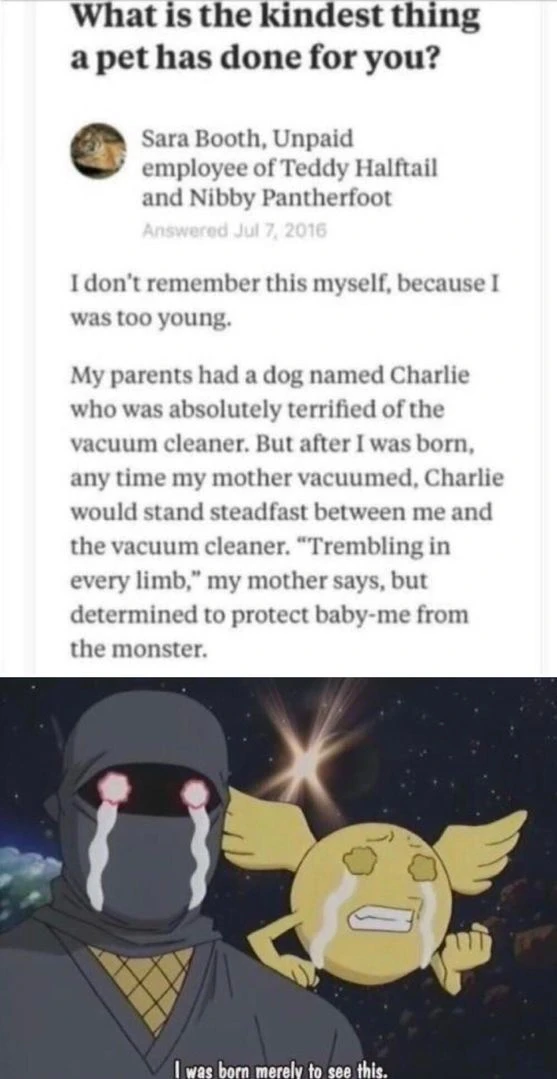 What is the kindest thing
a pet has done for you?
Sara Booth, Unpaid
employee of Teddy Halftail
and Nibby Pantherfoot
Answered Jul 7, 2016
I don't remember this myself, because I
was too young.
My parents had a dog named Charlie
who was absolutely terrified of the
vacuum cleaner. But after I was born,
any time my mother vacuumed, Charlie
would stand steadfast between me and
the vacuum cleaner. “Trembling in
every limb,” my mother says, but
determined to protect baby-me from
the monster.
I was born merely to see this.